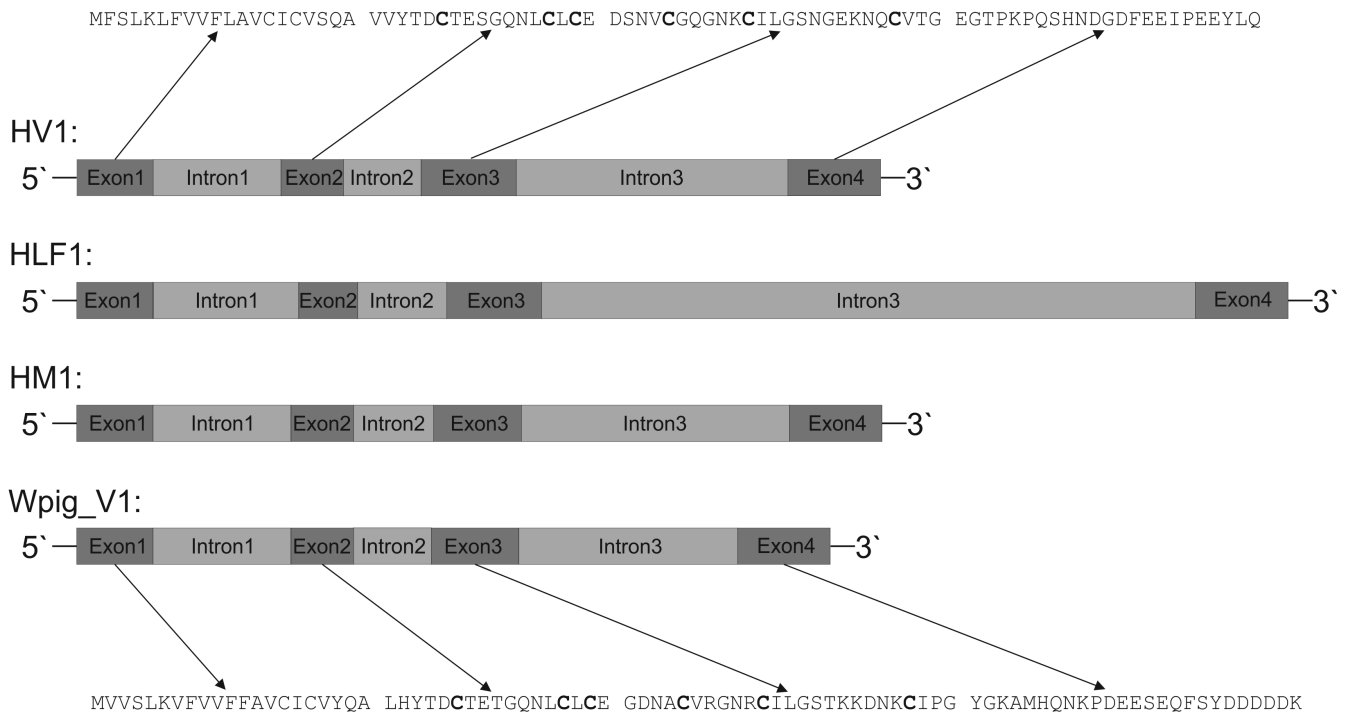 MFSLKLFVVFLAVCICVSQA VVYTDCTESGQNLCLCE DSNVCGQGNKCILGSNGEKNQCVTG EGTPKPQSHNDGDFEEIPEEYLQ
HV1:
5` Exon1 Intron1 Exon2 Intron2 Exon3 Intron3 Exon4 3`
HLF1:
5` Exon1 Intron1 Exon2 Intron2 Exon3 Intron3 Exon4 3`
HM1:
5` Exon1 Intron1 Exon2 Intron2 Exon3 Intron3 Exon4 3`
Wpig_V1:
5` Exon1 Intron1 Exon2 Intron2 Exon3 Intron3 Exon4 3`
MVVSLKVFVVFFAVCICVYQA LHYTDCTETGQNLCLCE GDNACVRGNRCILGSTKKDNKCIPG YGKAMHQNKPDEESEQFSYDDDDDK